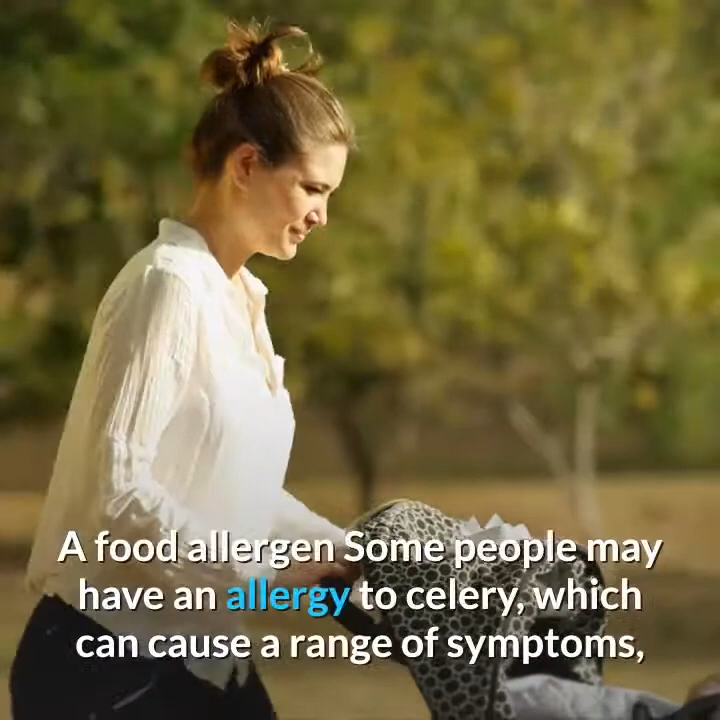 A food allergen Some people may
have an allergy to celery, which
can cause a range of symptoms,